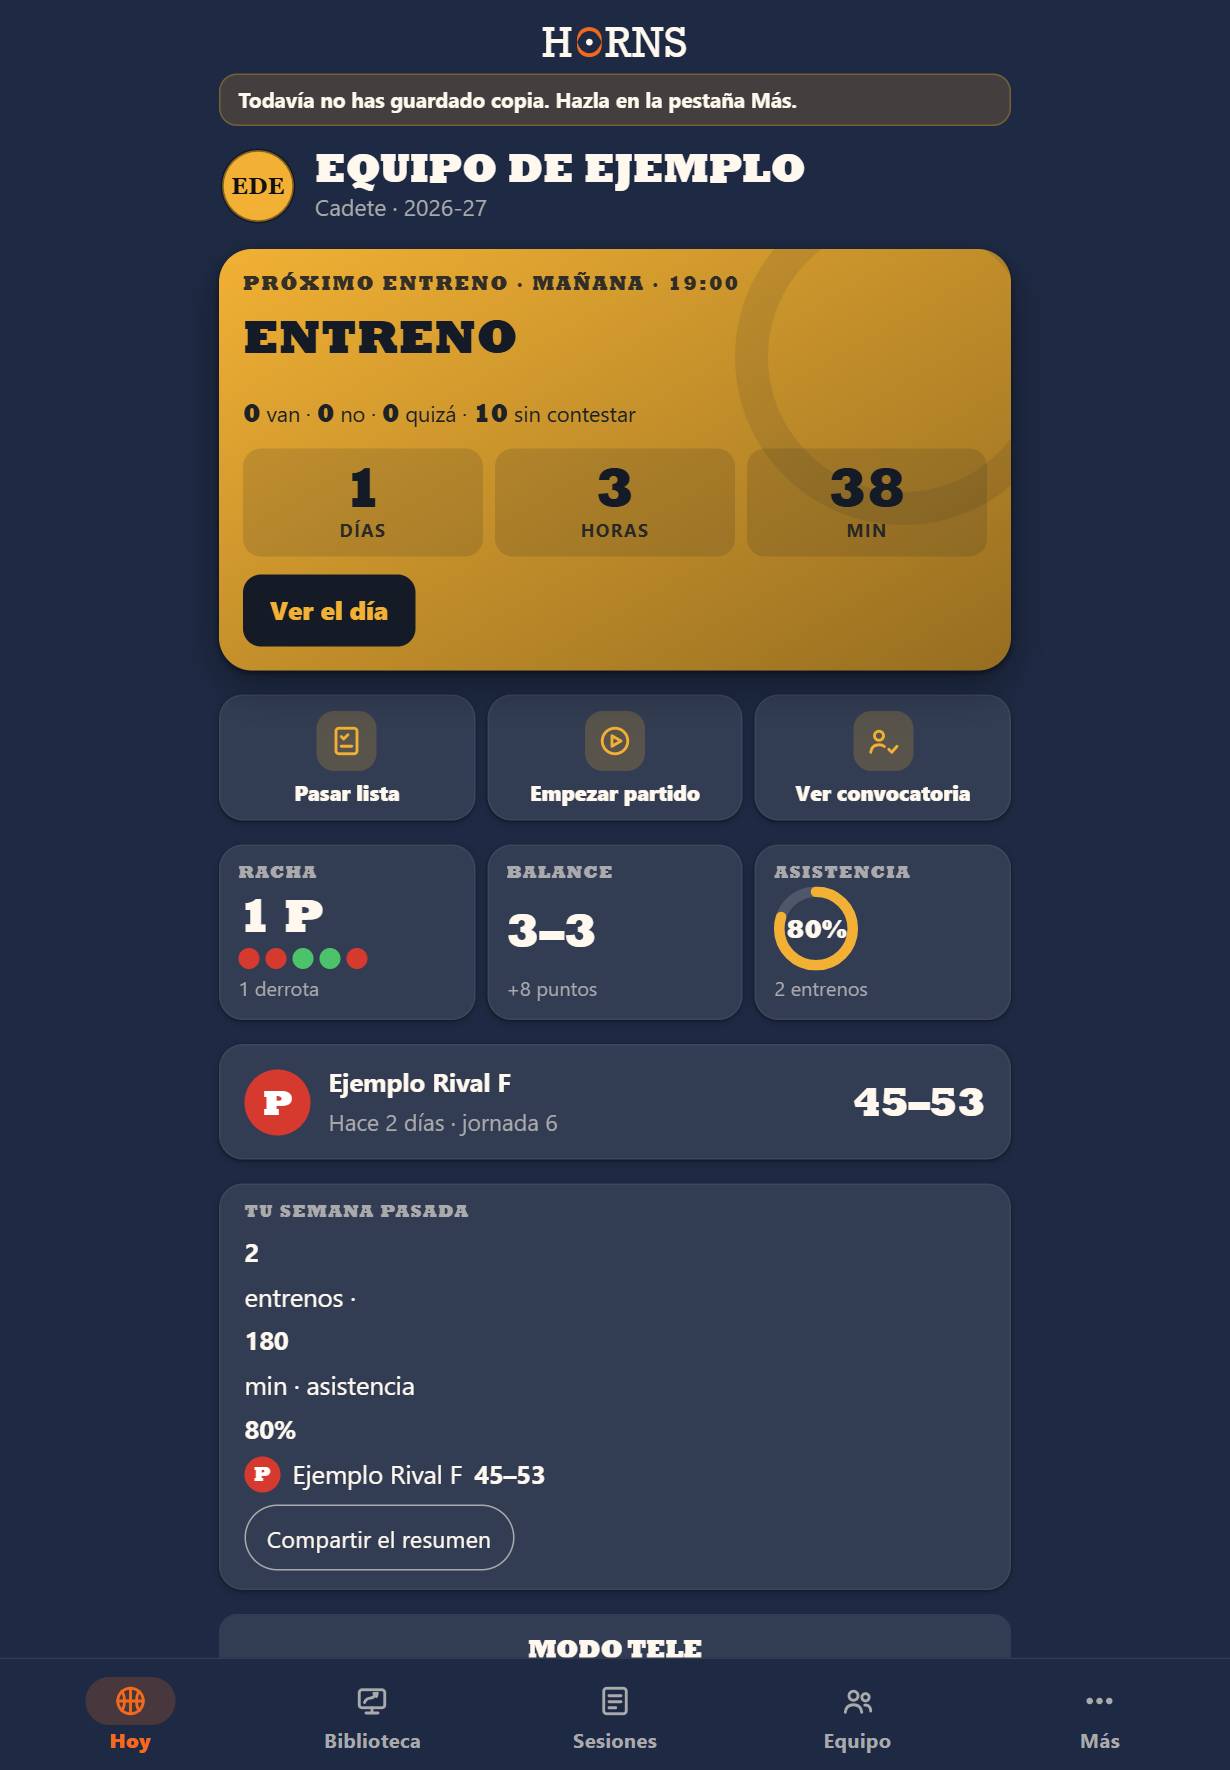 HORNS
Todavía no has guardado copia. Hazla en la pestaña Más.
EDE
EQUIPO DE EJEMPLO
Cadete · 2026-27
PRÓXIMO ENTRENO · MAÑANA · 19:00
ENTRENO
0 van · 0 no · 0 quizá · 10 sin contestar
1 3 38
DÍAS HORAS MIN
Ver el día
Pasar lista Empezar partido Ver convocatoria
RACHA
1 P
1 derrota
BALANCE
3–3
+8 puntos
ASISTENCIA
80%
2 entrenos
P
Ejemplo Rival F
Hace 2 días · jornada 6
45–53
TU SEMANA PASADA
2
entrenos ·
180
min · asistencia
80%
P Ejemplo Rival F 45–53
Compartir el resumen
MODO TELE
Hoy Biblioteca Sesiones Equipo Más